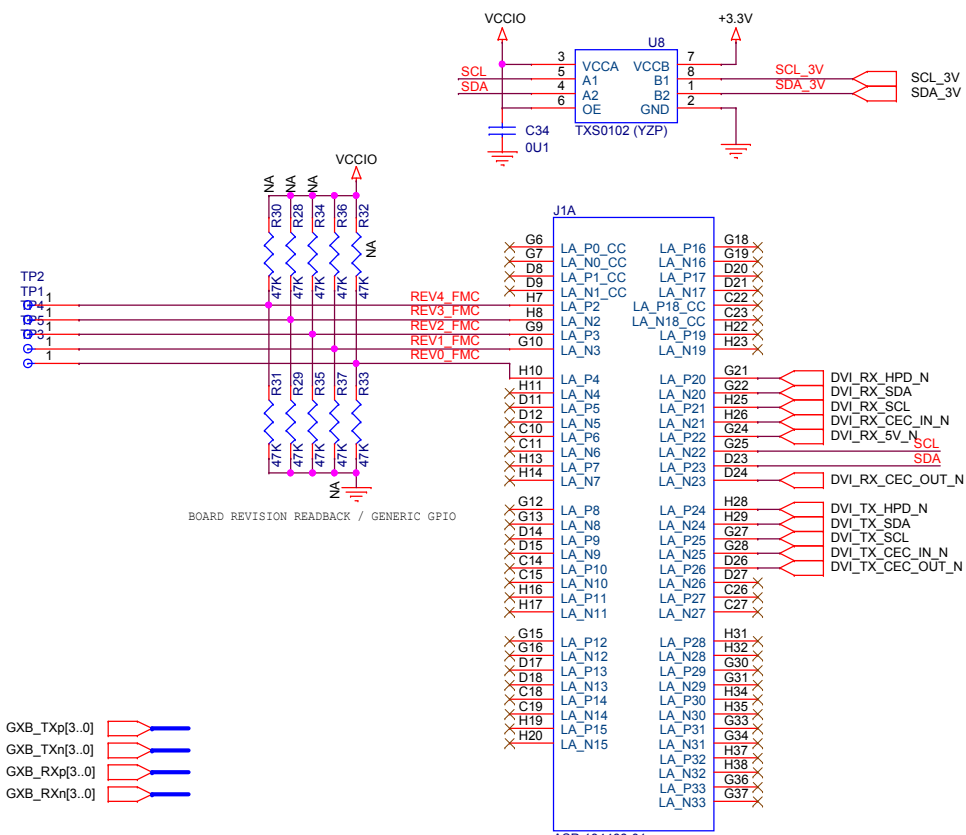 VCCIO
+3.3V
U8
3 VCCA VCCB 7
SCL 5 A1 B1 8 SCL_3V SCL_3V
SDA 4 A2 B2 1 SDA_3V SDA_3V
6 OE GND 2
TXS0102 (YZP)
C34
0U1
VCCIO
NA NA NA
R30 R28 R34 R36 R32
NA
47K 47K 47K 47K 47K
TP2
TP1
TP4
TP5
TP3
1 REV4_FMC
1 REV3_FMC
1 REV2_FMC
1 REV1_FMC
1 REV0_FMC
R31 R29 R35 R37 R33
47K 47K 47K 47K 47K
NA
BOARD REVISION READBACK / GENERIC GPIO
J1A
G6 LA_P0_CC LA_P16 G18
G7 LA_N0_CC LA_N16 G19
D8 LA_P1_CC LA_P17 D20
D9 LA_N1_CC LA_N17 D21
H7 LA_P2 LA_P18_CC C22
H8 LA_N2 LA_N18_CC C23
G9 LA_P3 LA_P19 H22
G10 LA_N3 LA_N19 H23
H10 LA_P4 LA_P20 G21 DVI_RX_HPD_N
H11 LA_N4 LA_N20 G22 DVI_RX_SDA
D11 LA_P5 LA_P21 H25 DVI_RX_SCL
D12 LA_N5 LA_N21 H26 DVI_RX_CEC_IN_N
C10 LA_P6 LA_P22 G24 DVI_RX_5V_N
C11 LA_N6 LA_N22 G25 SCL
H13 LA_P7 LA_P23 D23 SDA
H14 LA_N7 LA_N23 D24 DVI_RX_CEC_OUT_N
G12 LA_P8 LA_P24 H28 DVI_TX_HPD_N
G13 LA_N8 LA_N24 H29 DVI_TX_SDA
D14 LA_P9 LA_P25 G27 DVI_TX_SCL
D15 LA_N9 LA_N25 G28 DVI_TX_CEC_IN_N
C14 LA_P10 LA_P26 D26 DVI_TX_CEC_OUT_N
C15 LA_N10 LA_N26 D27
H16 LA_P11 LA_P27 C26
H17 LA_N11 LA_N27 C27
G15 LA_P12 LA_P28 H31
G16 LA_N12 LA_N28 H32
D17 LA_P13 LA_P29 G30
D18 LA_N13 LA_N29 G31
C18 LA_P14 LA_P30 H34
C19 LA_N14 LA_N30 H35
H19 LA_P15 LA_P31 G33
H20 LA_N15 LA_N31 G34
LA_P32 H37
LA_N32 H38
LA_P33 G36
LA_N33 G37
GXB_TXp[3..0]
GXB_TXn[3..0]
GXB_RXp[3..0]
GXB_RXn[3..0]